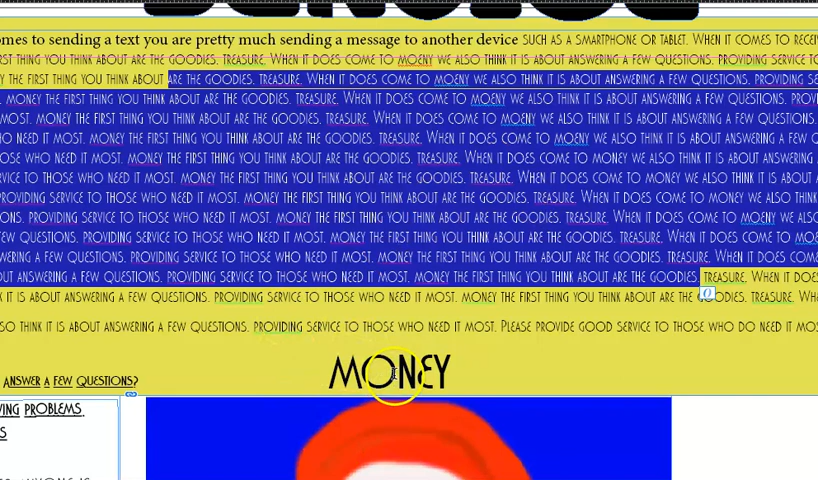 omes to sending a text you are pretty much sending a message to another device such as a smartphone or tablet. When it comes to recei
rst thing you think about are the goodies. Treasure. When it does come to moeny we also think it is about answering a few questions. Providing service to
y the first thing you think about are the goodies. Treasure. When it does come to moeny we also think it is about answering a few questions. Providing se
. Money the first thing you think about are the goodies. Treasure. When it does come to moeny we also think it is about answering a few questions. Provi
most. Money the first thing you think about are the goodies. Treasure. When it does come to moeny we also think it is about answering a few questions.
ho need it most. Money the first thing you think about are the goodies. Treasure. When it does come to moeny we also think it is about answering a few q
ose who need it most. Money the first thing you think about are the goodies. Treasure. When it does come to money we also think it is about answering
vice to those who need it most. Money the first thing you think about are the goodies. Treasure. When it does come to money we also think it is about a
providing service to those who need it most. Money the first thing you think about are the goodies. Treasure. When it does come to money we also think
ons. Providing service to those who need it most. Money the first thing you think about are the goodies. Treasure. When it does come to moeny we also
few questions. Providing service to those who need it most. Money the first thing you think about are the goodies. Treasure. When it does come to moe
wering a few questions. Providing service to those who need it most. Money the first thing you think about are the goodies. Treasure. When it does come
out answering a few questions. Providing service to those who need it most. Money the first thing you think about are the goodies. Treasure. When it does
k it is about answering a few questions. Providing service to those who need it most. Money the first thing you think about are the goodies. Treasure. Wh
so think it is about answering a few questions. Providing service to those who need it most. Please provide good service to those who do need it mos
MONEY
answer a few questions?
ving problems
s